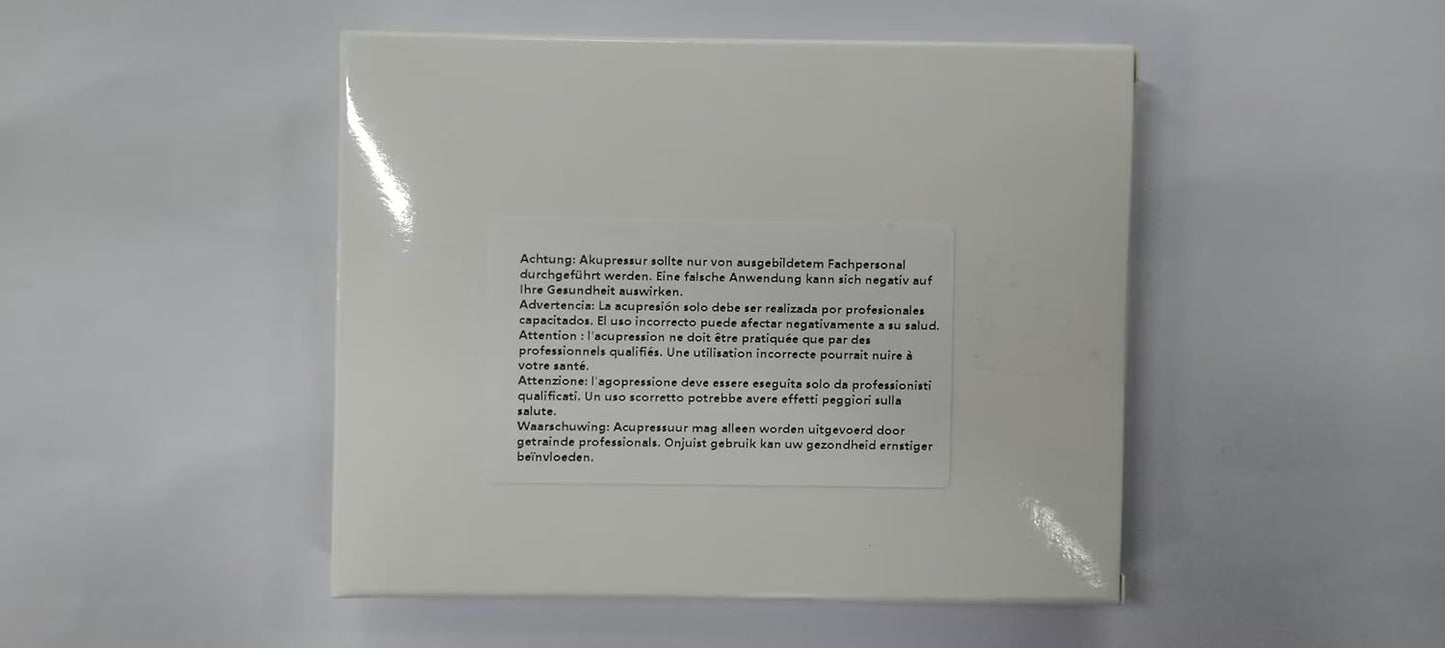 Achtung: Akupressur sollte nur von ausgebildetem Fachpersonal
durchgeführt werden. Eine falsche Anwendung kann sich negativ auf
Ihre Gesundheit auswirken.
Advertencia: La acupresión solo debe ser realizada por profesionales
capacitados. El uso incorrecto puede afectar negativamente a su salud.
Attention : l'acupression ne doit être pratiquée que par des
professionnels qualifiés. Une utilisation incorrecte pourrait nuire à
votre santé.
Attenzione: l'agopressione deve essere eseguita solo da professionisti
qualificati. Un uso scorretto potrebbe avere effetti peggiori sulla
salute.
Waarschuwing: Acupressuur mag alleen worden uitgevoerd door
getrainde professionals. Onjuist gebruik kan uw gezondheid ernstiger
beïnvloeden.